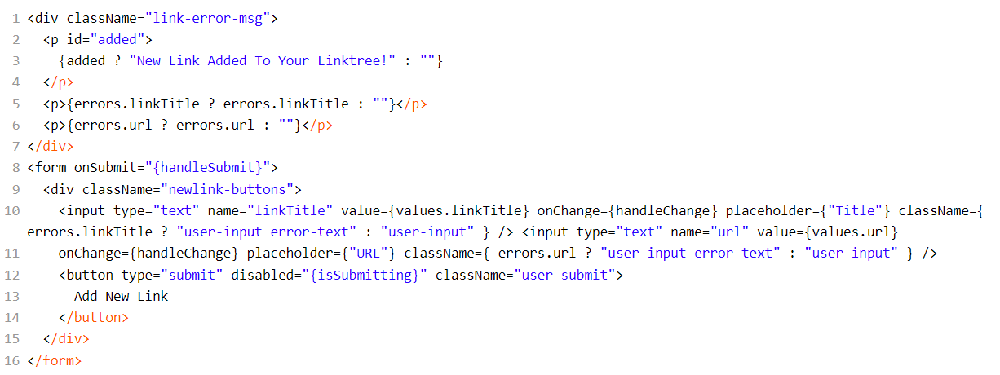 1 <div className="link-error-msg">
2   <p id="added">
3     {added ? "New Link Added To Your Linktree!" : ""}
4   </p>
5   <p>{errors.linkTitle ? errors.linkTitle : ""}</p>
6   <p>{errors.url ? errors.url : ""}</p>
7 </div>
8 <form onSubmit="{handleSubmit}">
9   <div className="newlink-buttons">
10     <input type="text" name="linkTitle" value={values.linkTitle} onChange={handleChange} placeholder={"Title"} className={
errors.linkTitle ? "user-input error-text" : "user-input" } /> <input type="text" name="url" value={values.url}
11     onChange={handleChange} placeholder={"URL"} className={ errors.url ? "user-input error-text" : "user-input" } />
12     <button type="submit" disabled="{isSubmitting}" className="user-submit">
13       Add New Link
14     </button>
15   </div>
16 </form>